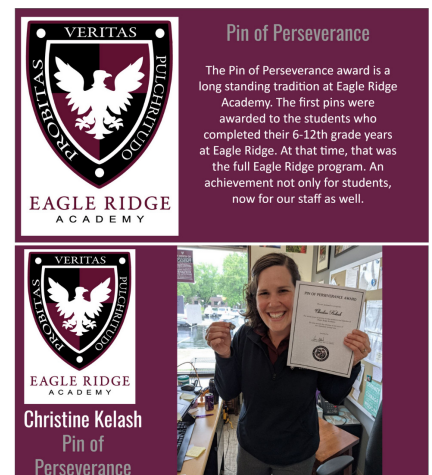 VERITAS
PROBITAS
PULCHRITUDO
EAGLE RIDGE
ACADEMY
Pin of Perseverance
The Pin of Perseverance award is a
long standing tradition at Eagle Ridge
Academy. The first pins were
awarded to the students who
completed their 6-12th grade years
at Eagle Ridge. At that time, that was
the full Eagle Ridge program. An
achievement not only for students,
now for our staff as well.
VERITAS
PROBITAS
PULCHRITUDO
EAGLE RIDGE
ACADEMY
Christine Kelash
Pin of
Perseverance
PIN OF PERSEVERANCE AWARD
Christine Kelash